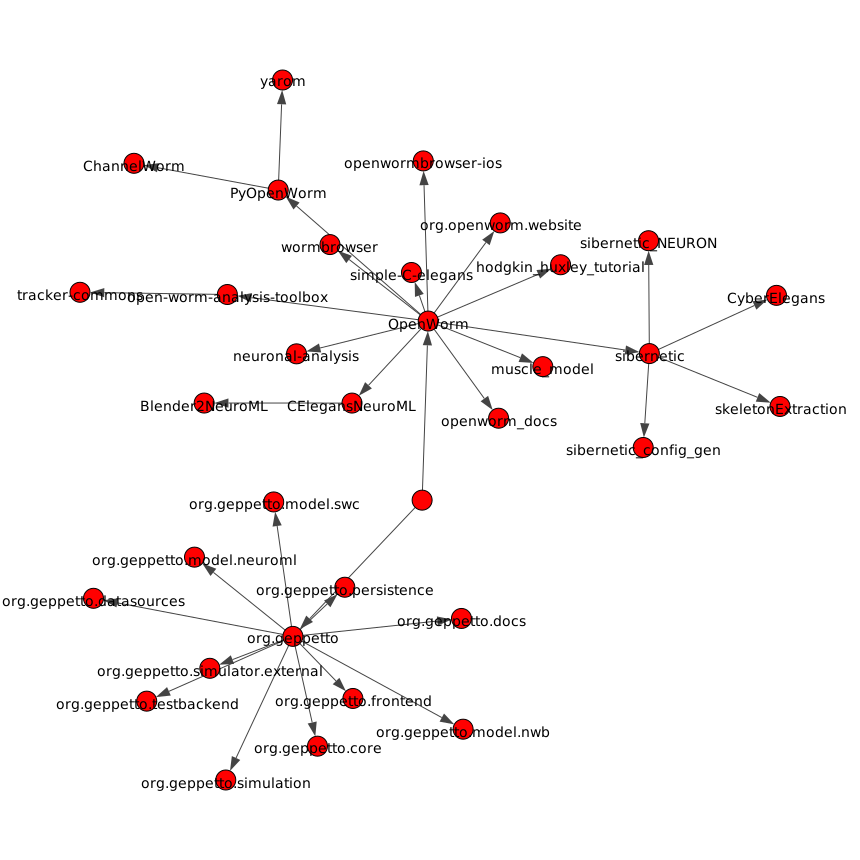 yarom
openwormbrowser-ios
ChannelWorm
PyOpenWorm
org.openworm.website
wormbrowser
sibernetic_NEURON
simple-C-elegans
hodgkin_huxley_tutorial
tracker-commons
open-worm-analysis-toolbox
CyberElegans
OpenWorm
neuronal-analysis
sibernetic
muscle_model
Blender2NeuroML
CElegansNeuroML
skeletonExtraction
openworm_docs
sibernetic_config_gen
org.geppetto.model.swc
org.geppetto.model.neuroml
org.geppetto.persistence
org.geppetto.datasources
org.geppetto.docs
org.geppetto
org.geppetto.simulator.external
org.geppetto.testbackend
org.geppetto.frontend
org.geppetto.model.nwb
org.geppetto.core
org.geppetto.simulation